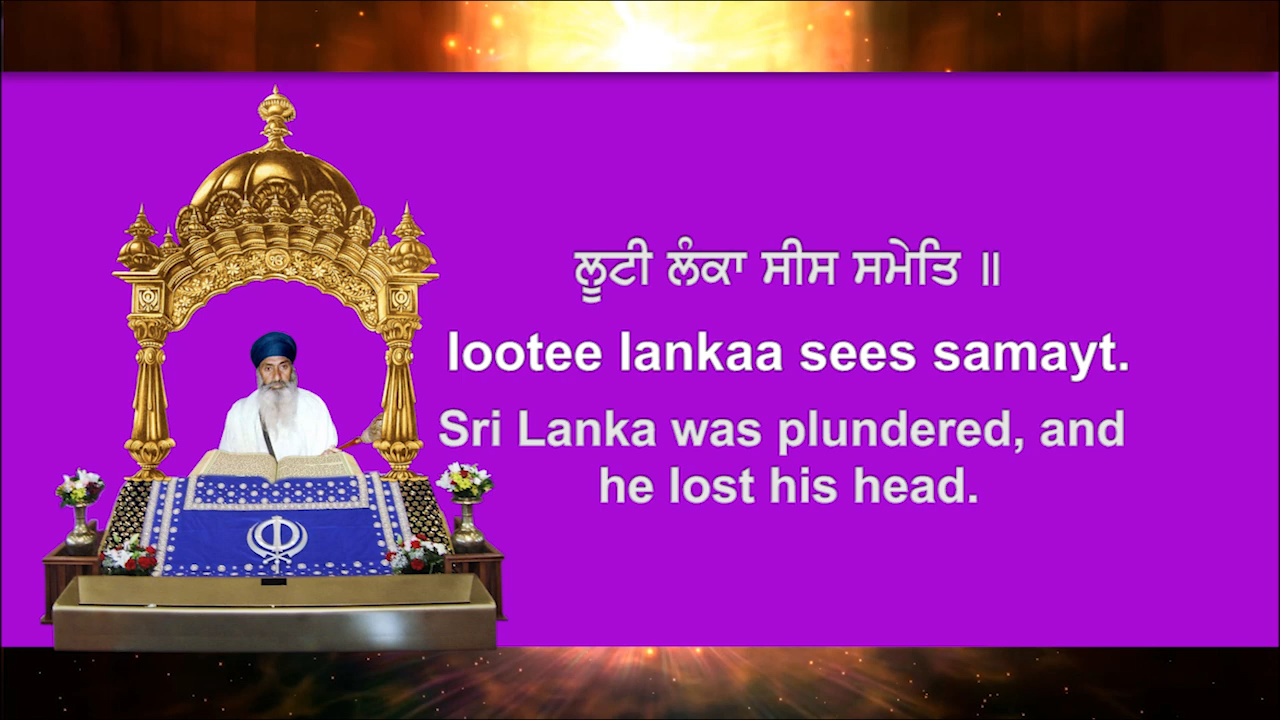 ਲੂਟੀ ਲੰਕਾ ਸੀਸ ਸਮੇਤਿ ॥
lootee lankaa sees samayt.
Sri Lanka was plundered, and
he lost his head.